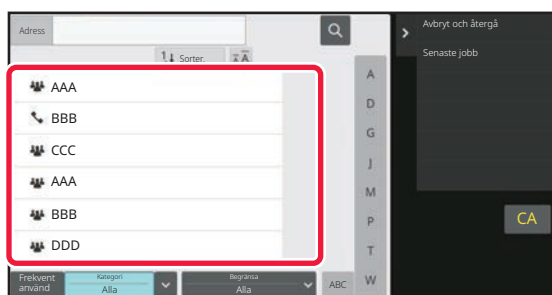 Adress
Sorter.
AAA
BBB
CCC
AAA
BBB
DDD
A
D
G
J
M
P
T
W
Frekvent
använd
Kategori
Alla
Begränsa
Alla
ABC
Avbryt och återgå
Senaste jobb
CA